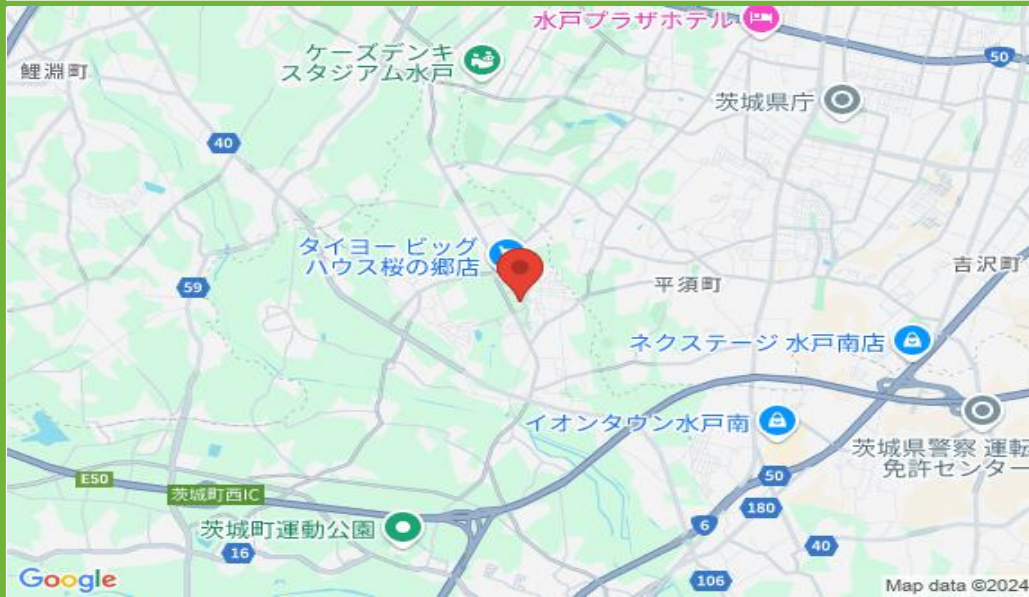 水戸プラザホテル
ケーズデンキ
スタジアム水戸
50
鯉淵町
茨城県庁
40
タイヨー ビッグ
ハウス桜の郷店
吉沢町
平須町
59
ネクステージ 水戸南店
イオンタウン水戸南
茨城県警察 運転
免許センター
E50
茨城町西IC
50
180
茨城町運動公園
6
16
40
106
Google
Map data ©2024